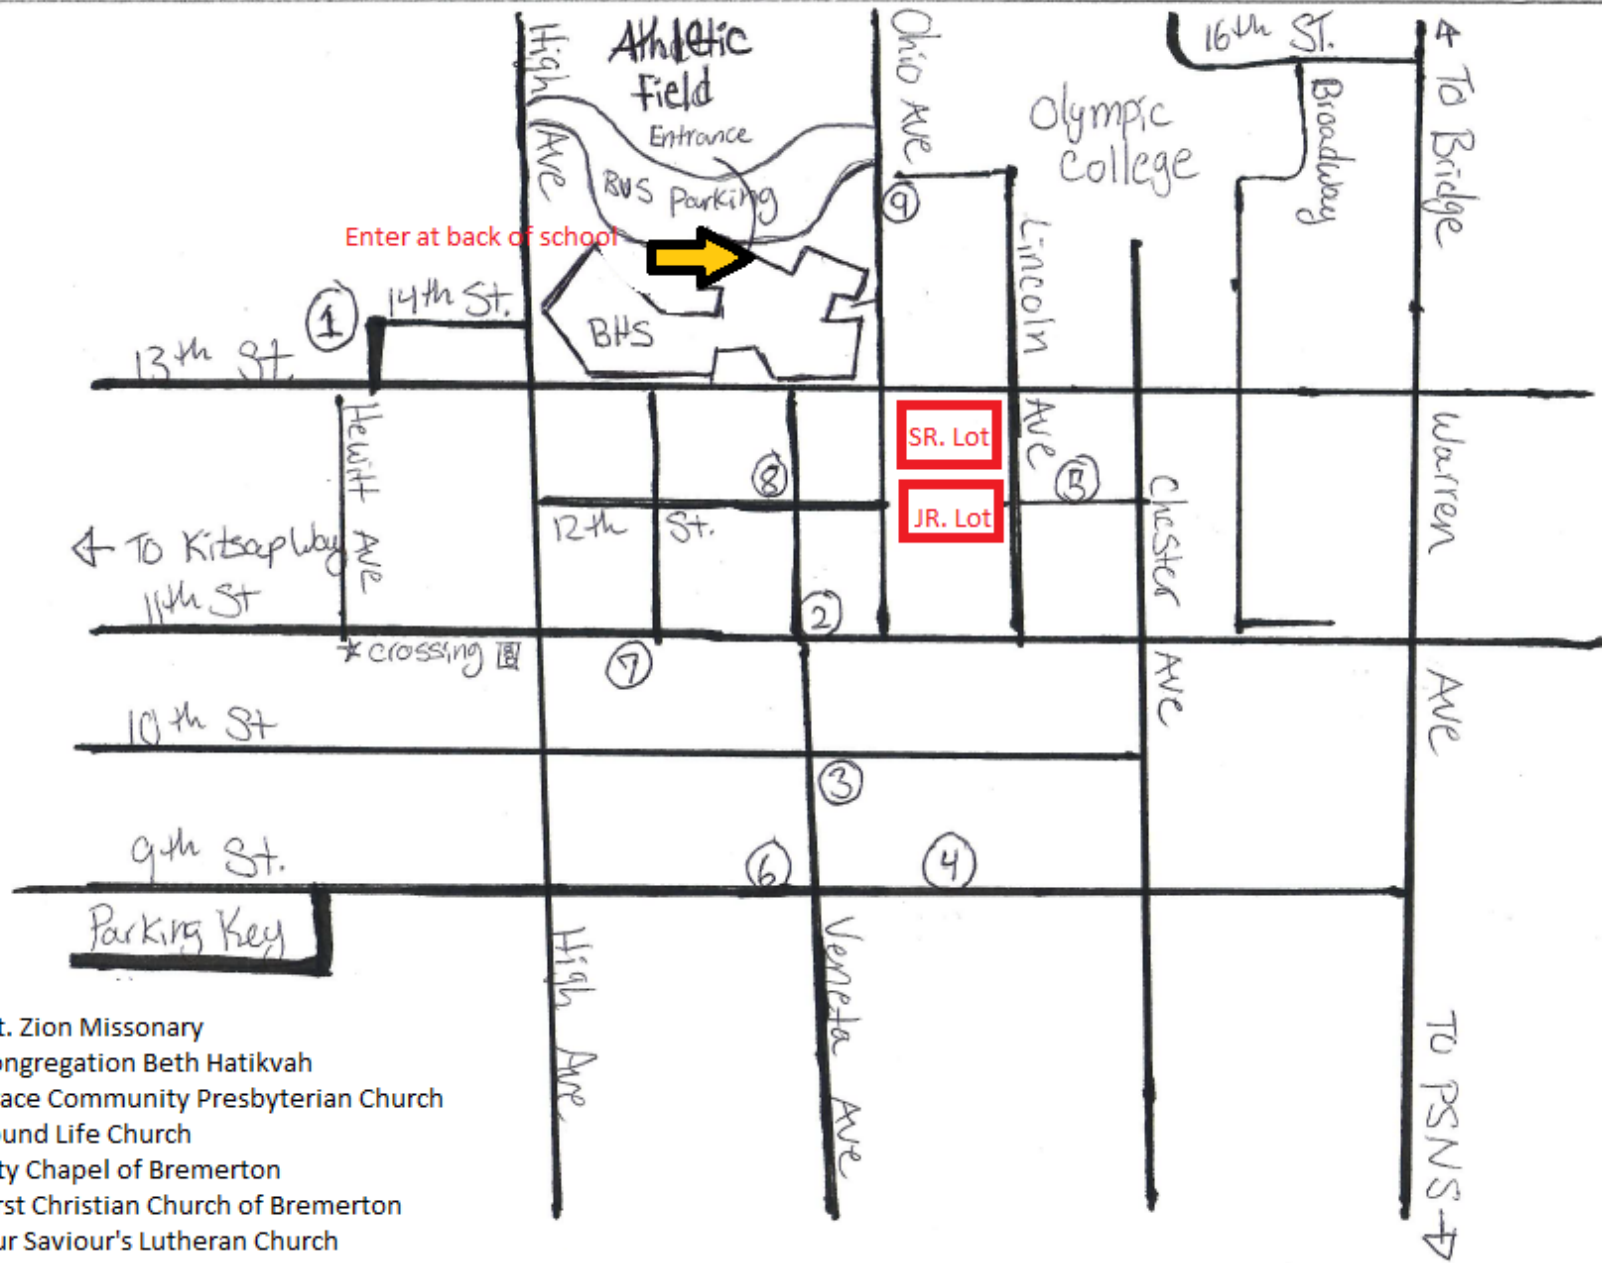 High
Ave
Athletic
Field
Entrance
BUS Parking
Ohio Ave
16th St.
Broadway
To Bridge
Olympic
College
9
Enter at back of school
Lincoln
Ave
1
14th St.
BHS
13th St.
Hewitt
Ave
SR. Lot
JR. Lot
8
5
12th St.
Chester
Ave
Warren
Ave
To Kitsap Way
11th St
2
*crossing
7
10th St
3
9th St.
6
4
Parking Key
High
Ave
Veneta
Ave
To PSNS
t. Zion Missonary
ongregation Beth Hatikvah
ace Community Presbyterian Church
ound Life Church
ty Chapel of Bremerton
rst Christian Church of Bremerton
ur Saviour's Lutheran Church